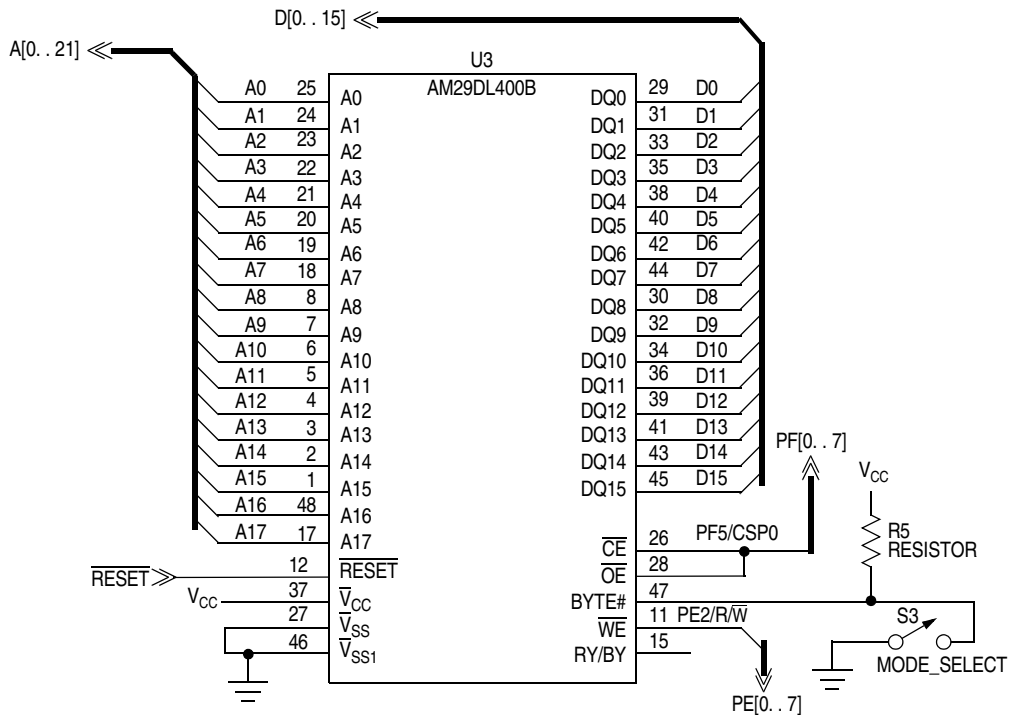 D[0. . 15]
A[0. . 21]
U3
AM29DL400B
A0 25 A0 DQ0 29 D0
A1 24 A1 DQ1 31 D1
A2 23 A2 DQ2 33 D2
A3 22 A3 DQ3 35 D3
A4 21 A4 DQ4 38 D4
A5 20 A5 DQ5 40 D5
A6 19 A6 DQ6 42 D6
A7 18 A7 DQ7 44 D7
A8 8 A8 DQ8 30 D8
A9 7 A9 DQ9 32 D9
A10 6 A10 DQ10 34 D10
A11 5 A11 DQ11 36 D11
A12 4 A12 DQ12 39 D12
A13 3 A13 DQ13 41 D13
A14 2 A14 DQ14 43 D14
A15 1 A15 DQ15 45 D15
A16 48 A16
A17 17 A17
PF[0. . 7]
VCC
R5
RESISTOR
CE 26 PF5/CSP0
RESET 12 RESET OE 28
VCC 37 VCC BYTE# 47
27 VSS WE 11 PE2/R/W
46 VSS1 RY/BY 15
S3
MODE_SELECT
PE[0. . 7]